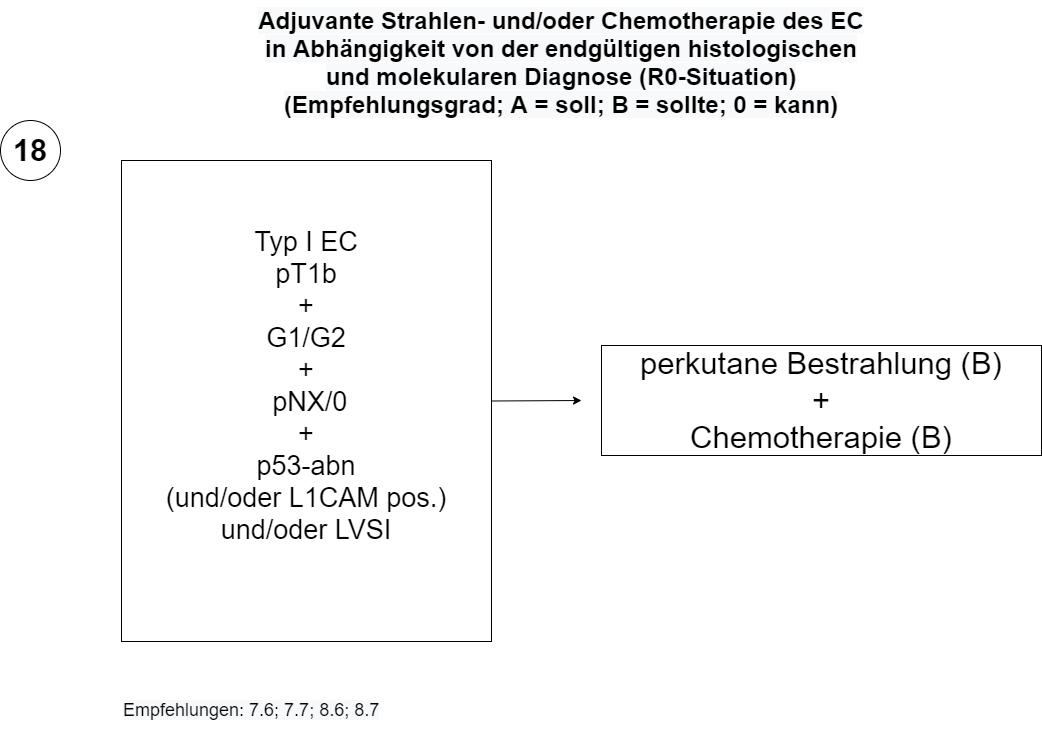 Adjuvante Strahlen- und/oder Chemotherapie des EC
in Abhängigkeit von der endgültigen histologischen
und molekularen Diagnose (R0-Situation)
(Empfehlungsgrad; A = soll; B = sollte; 0 = kann)
18
Typ I EC
pT1b
+
G1/G2
+
pNX/0
+
p53-abn
(und/oder L1CAM pos.)
und/oder LVSI
perkutane Bestrahlung (B)
+
Chemotherapie (B)
Empfehlungen: 7.6; 7.7; 8.6; 8.7